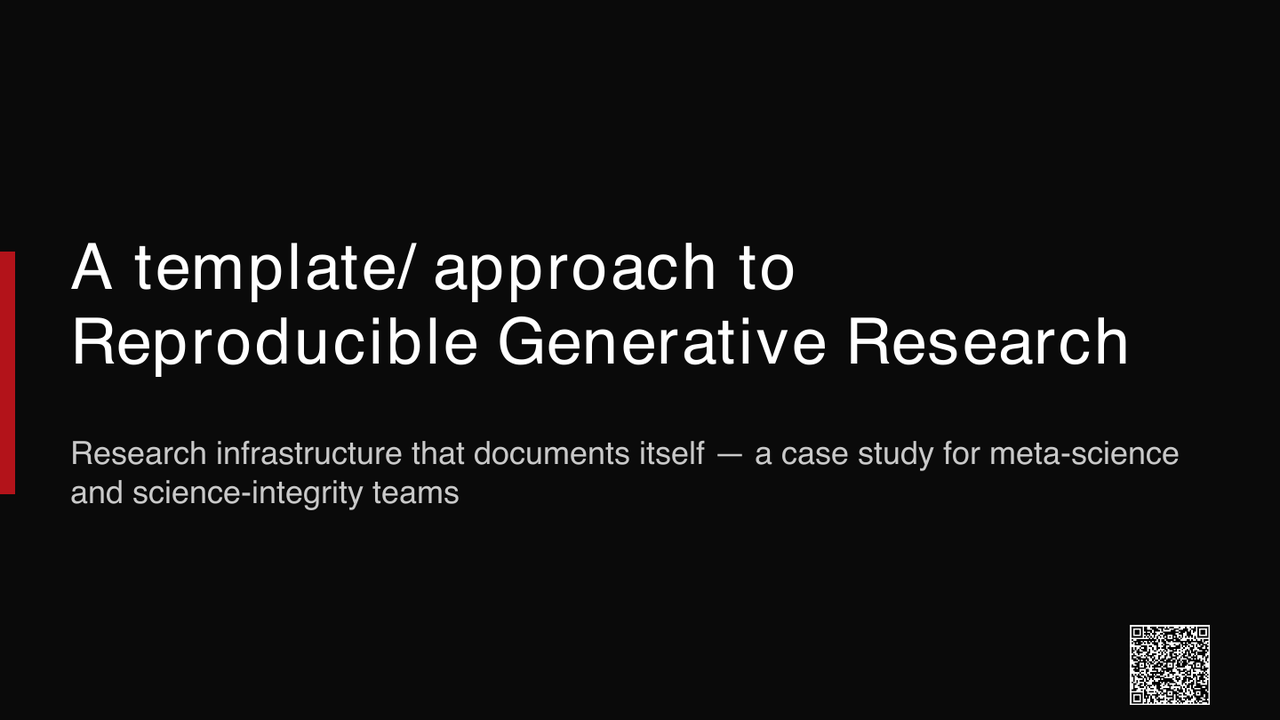 A template/ approach to
Reproducible Generative Research
Research infrastructure that documents itself — a case study for meta-science
and science-integrity teams